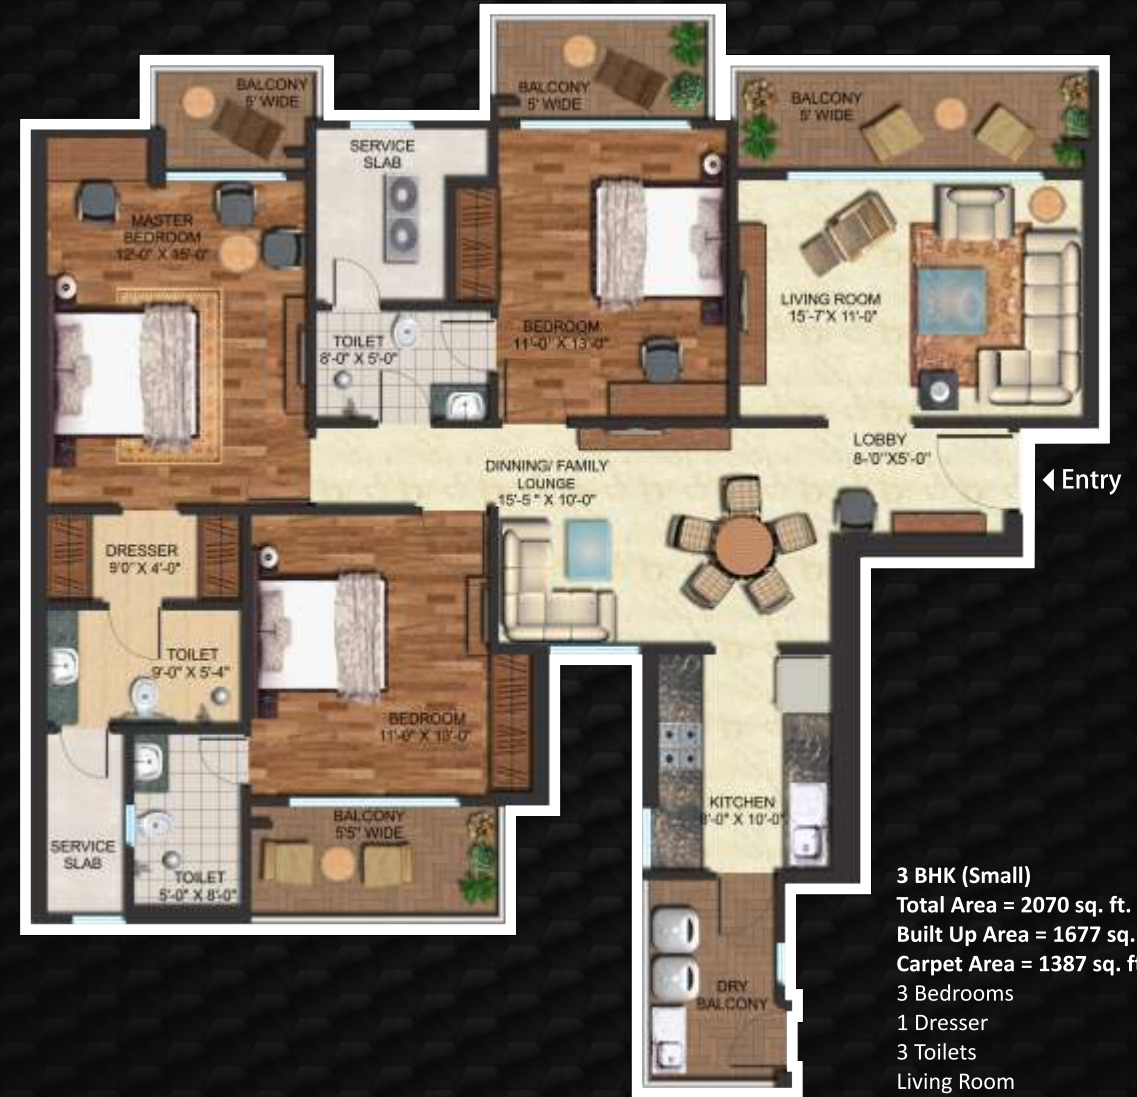 BALCONY
5' WIDE
BALCONY
5' WIDE
BALCONY
5' WIDE
SERVICE
SLAB
MASTER
BEDROOM
12'-0" X 15'-0"
LIVING ROOM
15'-7'X 11'-0"
BEDROOM
11'-0" X 13'-0"
TOILET
8'-0" X 5'-0"
LOBBY
8-'0"X5'-0"
Entry
DINNING/ FAMILY
LOUNGE
15'-5 " X 10'-0"
DRESSER
9'0" X 4'-0"
TOILET
9'-0" X 5'-4"
BEDROOM
11'-0" X 13'-0"
KITCHEN
8'-0" X 10'-0"
BALCONY
5'5" WIDE
SERVICE
SLAB
TOILET
5'-0" X 8'-0"
DRY
BALCONY
3 BHK (Small)
Total Area = 2070 sq. ft.
Built Up Area = 1677 sq.
Carpet Area = 1387 sq. ft
3 Bedrooms
1 Dresser
3 Toilets
Living Room